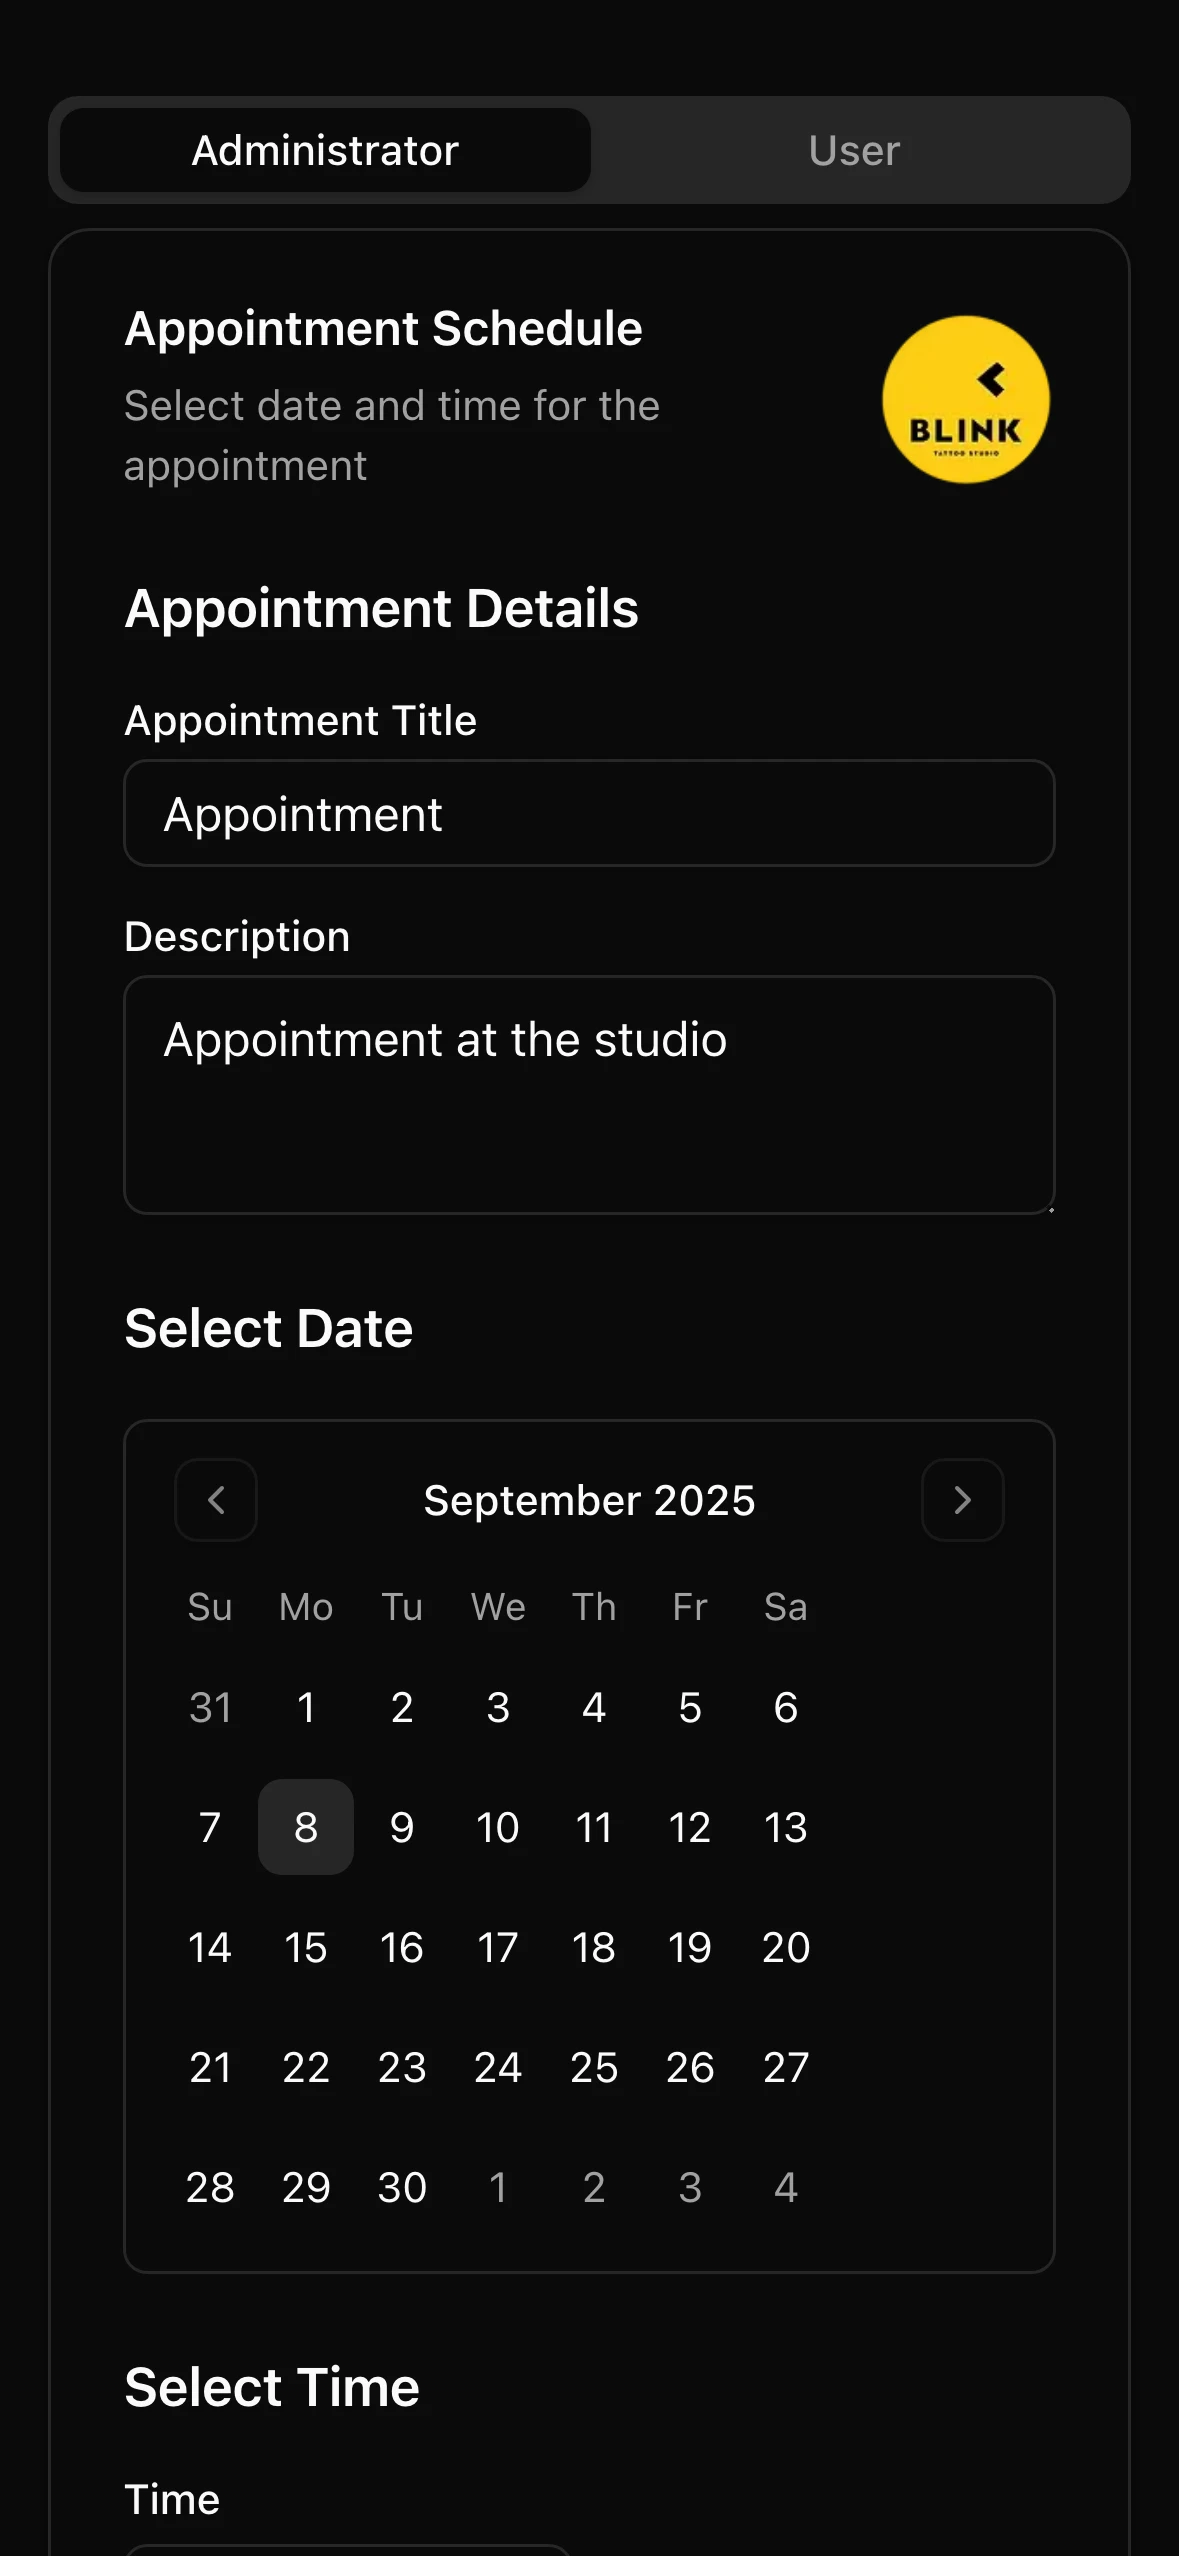 Administrator
User
Appointment Schedule
Select date and time for the
appointment
BLINK
TATTOO STUDIO
Appointment Details
Appointment Title
Appointment
Description
Appointment at the studio
Select Date
September 2025
Su Mo Tu We Th Fr Sa
31 1 2 3 4 5 6
7 8 9 10 11 12 13
14 15 16 17 18 19 20
21 22 23 24 25 26 27
28 29 30 1 2 3 4
Select Time
Time